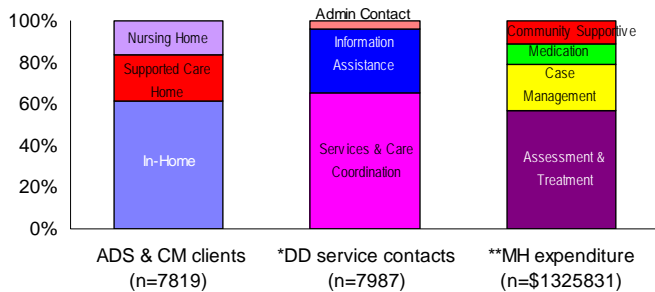 Admin Contact
100%
80%
60%
40%
20%
0%
Nursing Home
Supported Care
Home
In-Home
Information
Assistance
Services & Care
Coordination
Community Supportive
Medication
Case
Management
Assessment &
Treatment
ADS & CM clients
(n=7819)
*DD service contacts
(n=7987)
**MH expenditure
(n=$1325831)